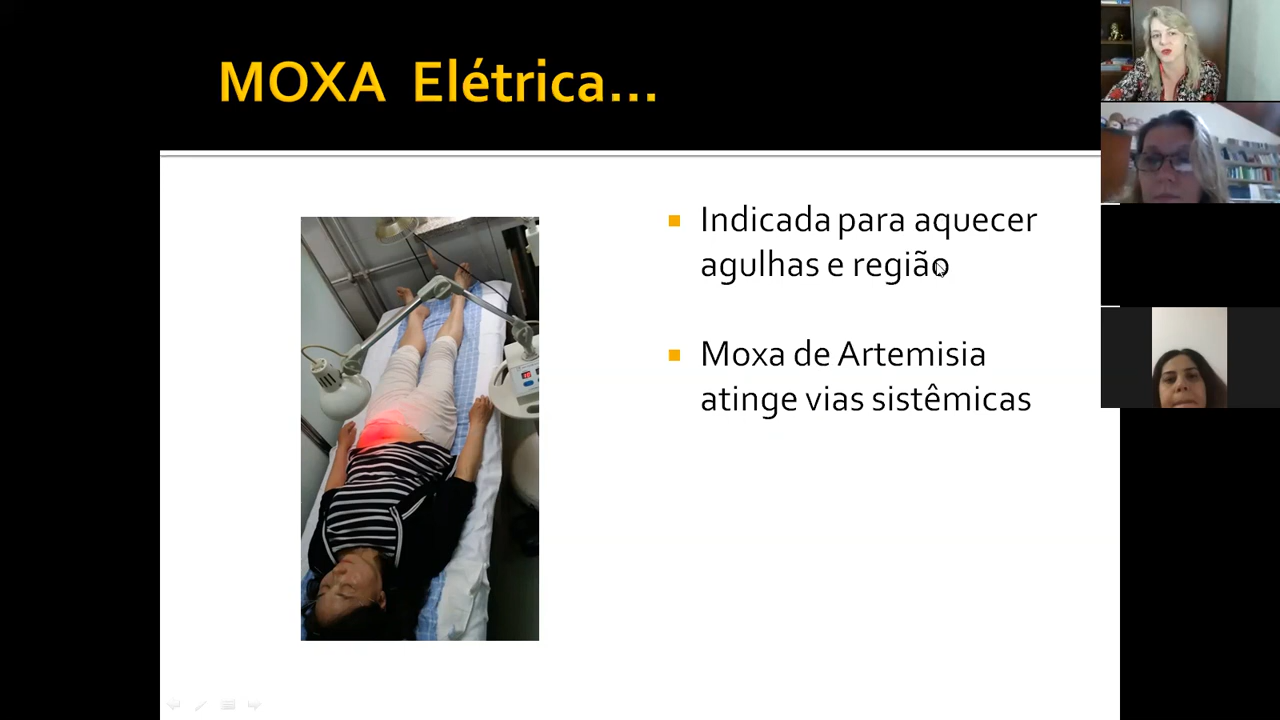 MOXA Elétrica...
Indicada para aquecer
agulhas e região
Moxa de Artemisia
atinge vias sistêmicas